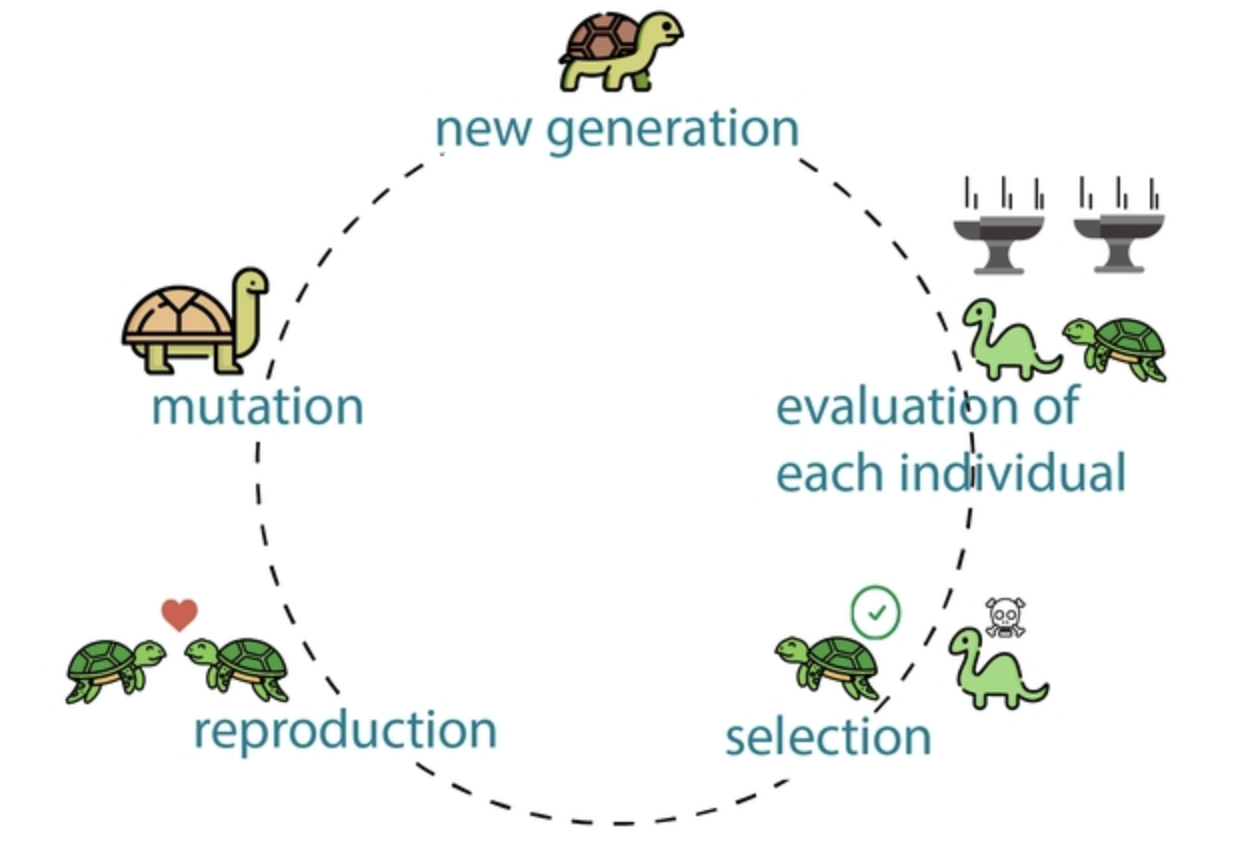 new generation
evaluation of
each individual
selection
reproduction
mutation